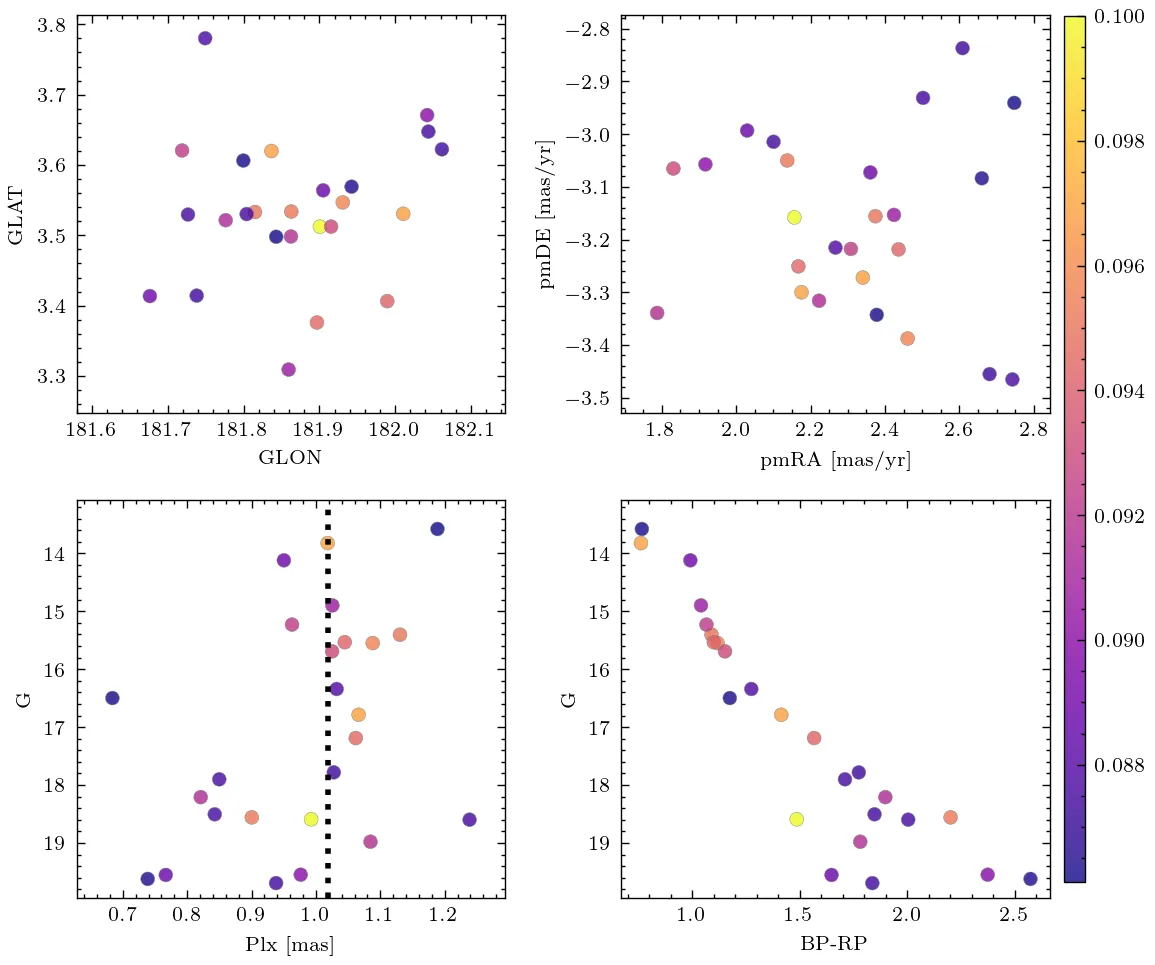 3.8
3.7
3.6
3.5
3.4
3.3
GLAT
181.6 181.7 181.8 181.9 182.0 182.1
GLON
−2.8
−2.9
−3.0
−3.1
−3.2
−3.3
−3.4
−3.5
pmDE [mas/yr]
1.8 2.0 2.2 2.4 2.6 2.8
pmRA [mas/yr]
0.100
0.098
0.096
0.094
0.092
0.090
0.088
14
15
16
17
18
19
G
0.7 0.8 0.9 1.0 1.1 1.2
Plx [mas]
14
15
16
17
18
19
G
1.0 1.5 2.0 2.5
BP-RP